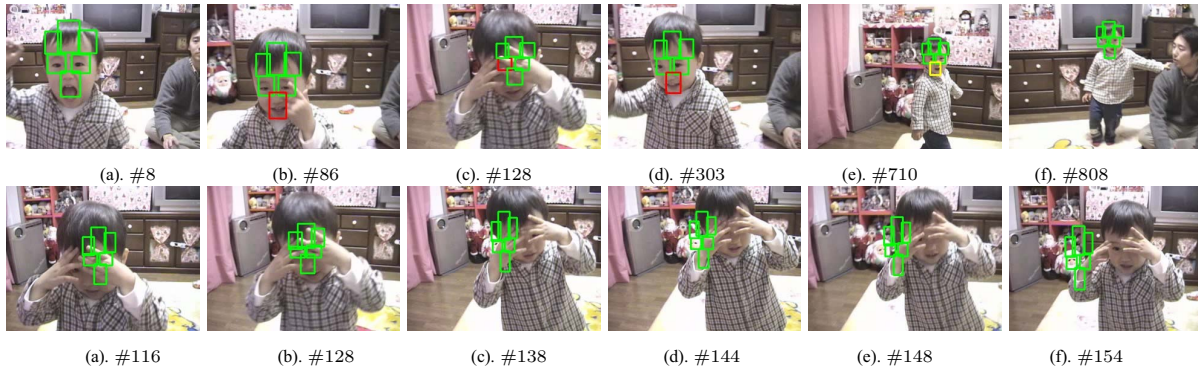 (a). #8 (b). #86 (c). #128 (d). #303 (e). #710 (f). #808
(a). #116 (b). #128 (c). #138 (d). #144 (e). #148 (f). #154